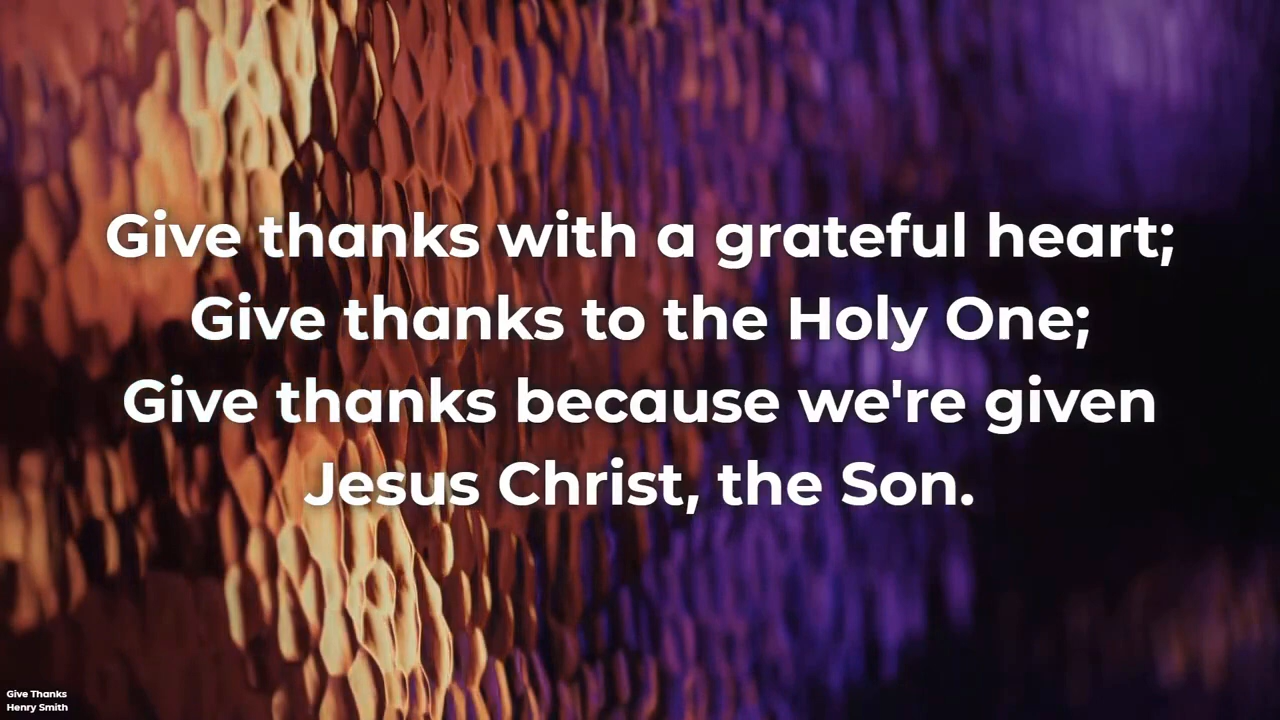 Give thanks with a grateful heart;
Give thanks to the Holy One;
Give thanks because we're given
Jesus Christ, the Son.
Give Thanks
Henry Smith